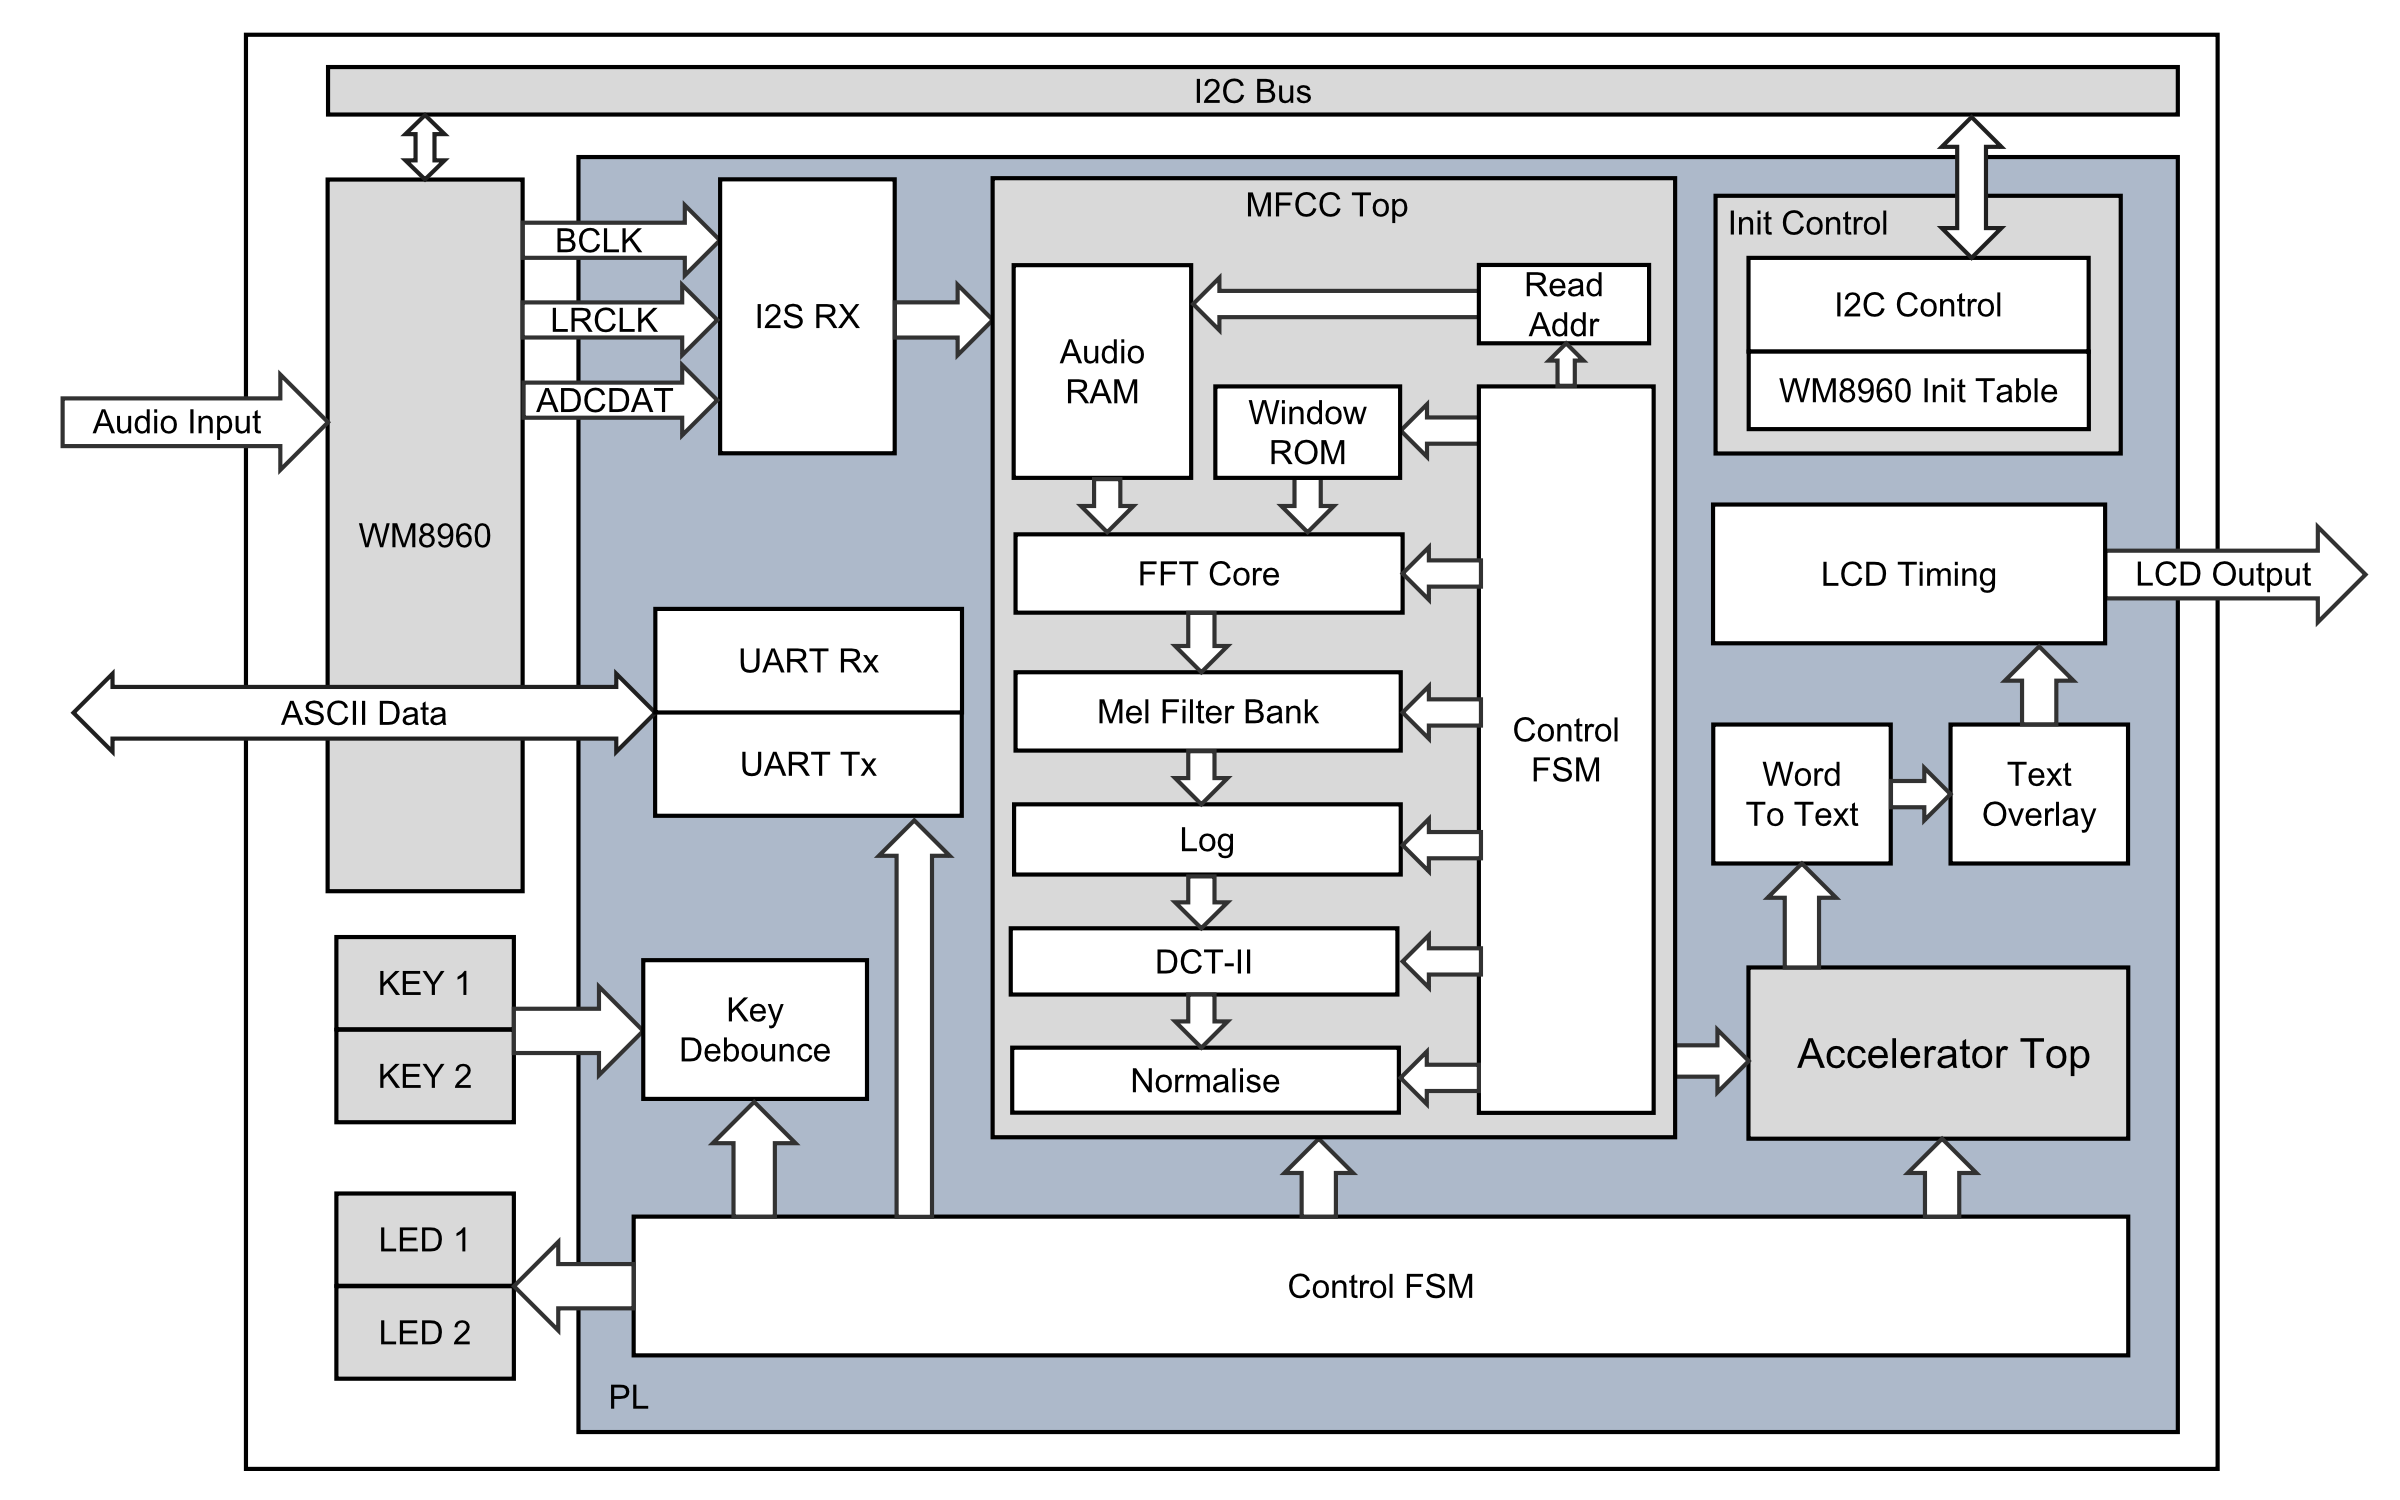 I2C Bus
MFCC Top
Init Control
BCLK
LRCLK
ADCDAT
I2S RX
Audio Input
WM8960
Audio
RAM
Read
Addr
Window
ROM
I2C Control
WM8960 Init Table
FFT Core
LCD Timing
LCD Output
UART Rx
UART Tx
ASCII Data
Mel Filter Bank
Control
FSM
Log
DCT-II
Normalise
Word
To Text
Text
Overlay
KEY 1
KEY 2
Key
Debounce
Accelerator Top
LED 1
LED 2
Control FSM
PL